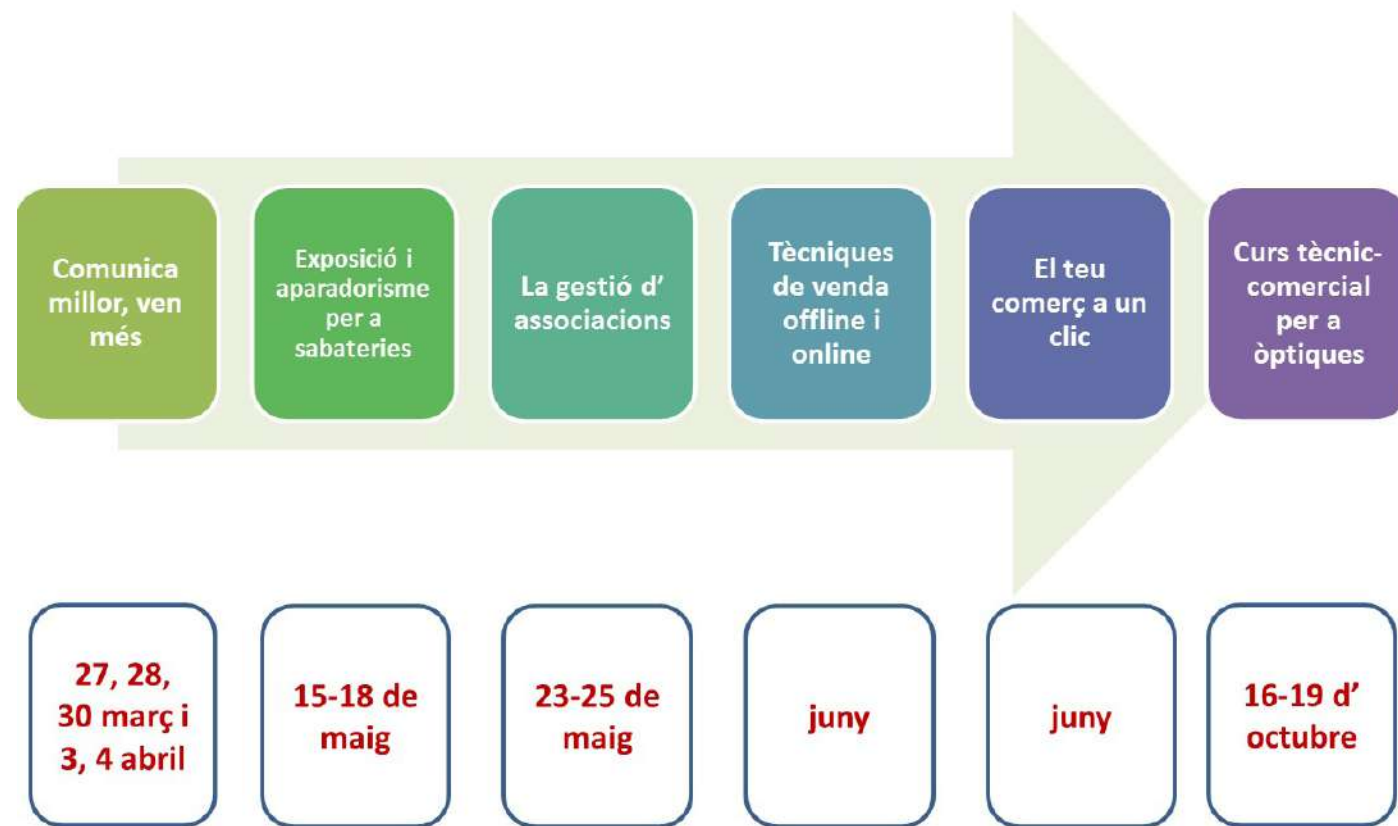 Comunica
millor, ven
més
Exposició i
aparadorisme
per a
sabateries
La gestió d'
associacions
Tècniques
de venda
offline i
online
El teu
comerç a un
clic
Curs tècnic-
comercial
per a
òptiques
27, 28,
30 març i
3, 4 abril
15-18 de
maig
23-25 de
maig
juny
juny
16-19 d'
octubre